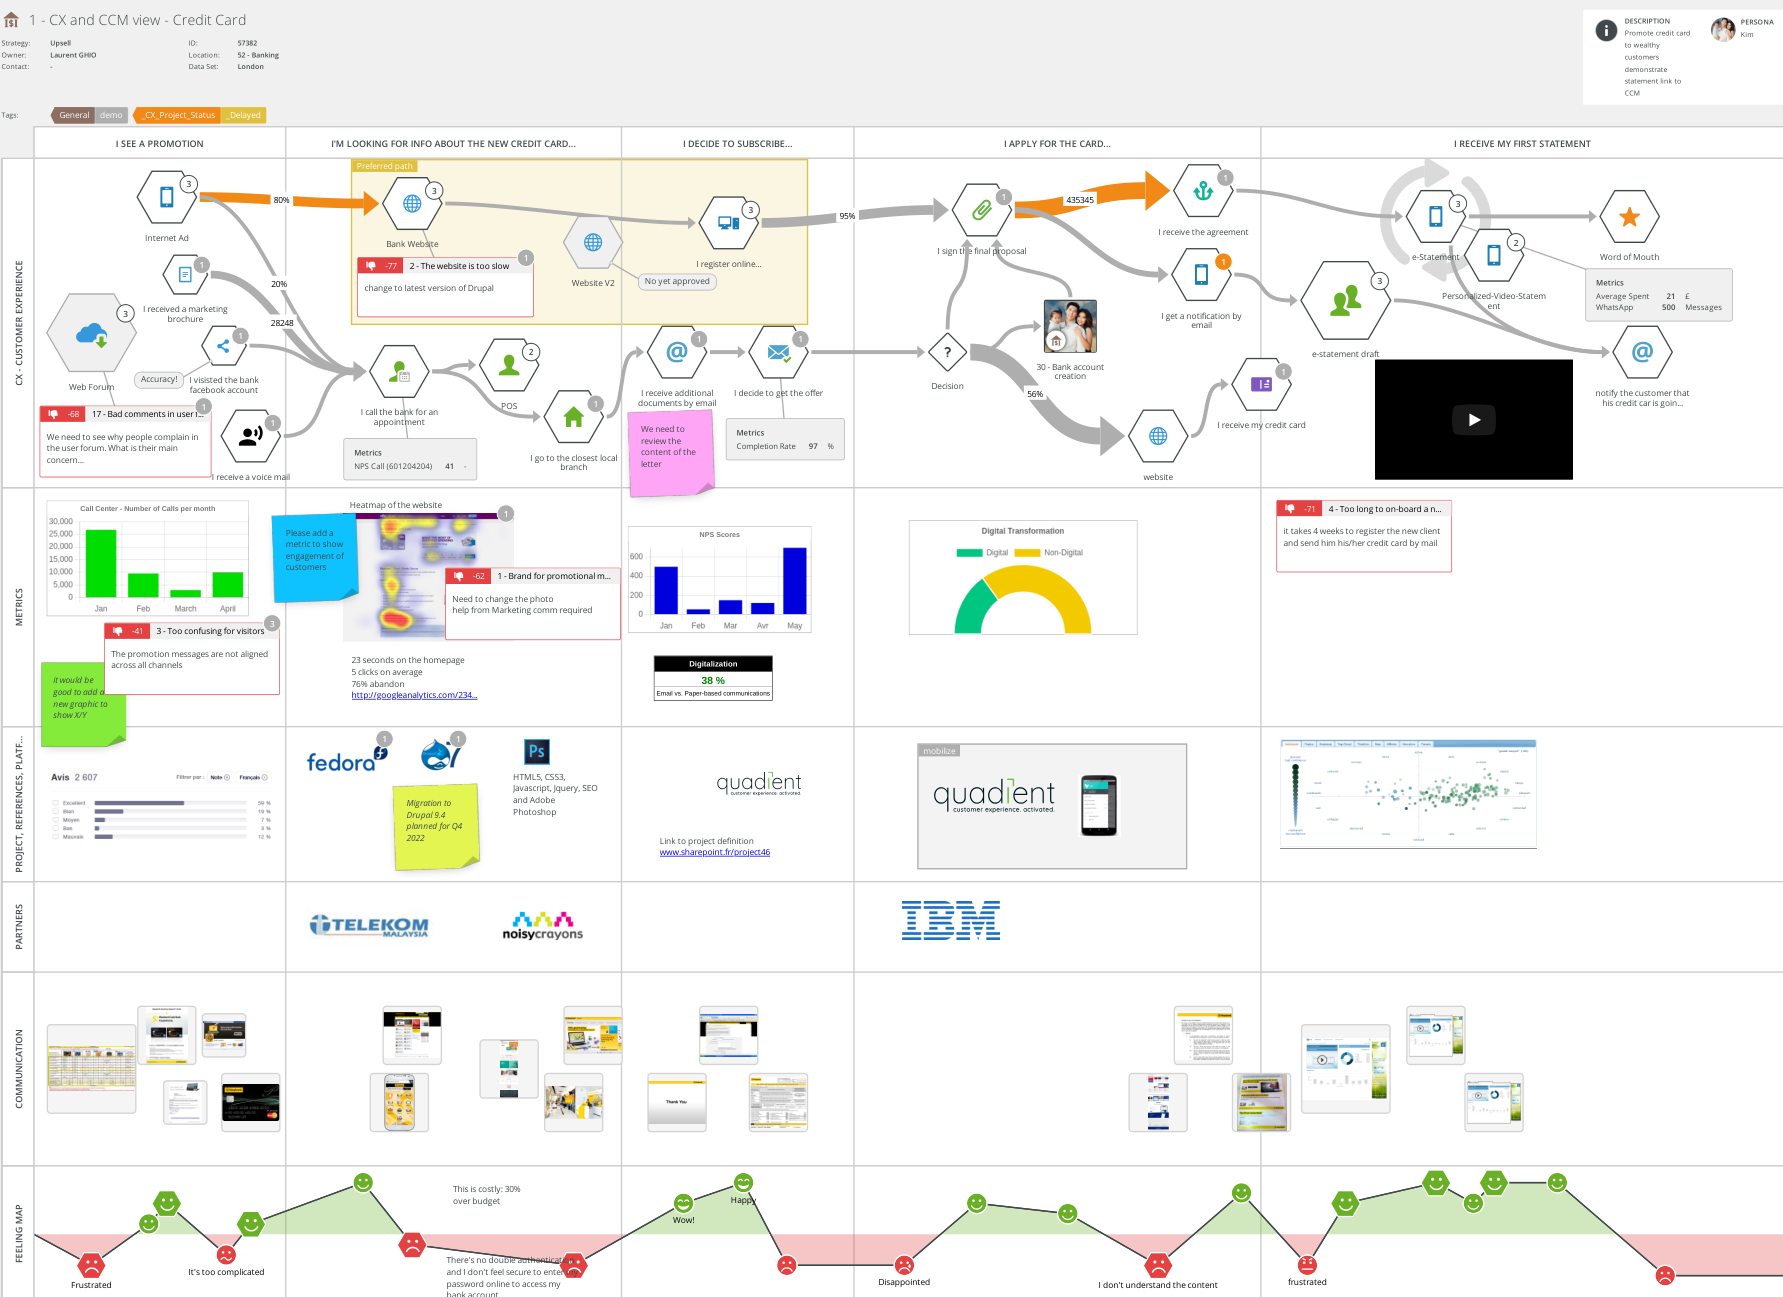 1 - CX and CCM view - Credit Card
Strategy: Upsell ID: 57382
Owner: Laurent GHIO Location: 52 - Banking
Contact: - Data Set: London
DESCRIPTION
Promote credit card
to wealthy
customers
demonstrate
statement link to
CCM
PERSONA
Kim
Tags: General demo _CX_Project_Status _Delayed
I SEE A PROMOTION
I'M LOOKING FOR INFO ABOUT THE NEW CREDIT CARD...
I DECIDE TO SUBSCRIBE...
I APPLY FOR THE CARD...
I RECEIVE MY FIRST STATEMENT
CX - CUSTOMER EXPERIENCE
3
Internet Ad
80%
20%
28248
1
I received a marketing
brochure
3
Web Forum
1
Accuracy!
I visisted the bank
facebook account
-68 17 - Bad comments in user f... 1
We need to see why people complain in
the user forum. What is their main
concern...
1
I receive a voice mail
Preferred path
3
Bank Website
-77 2 - The website is too slow 1
change to latest version of Drupal
Website V2
No yet approved
3
I register online...
95%
I call the bank for an
appointment
Metrics
NPS Call (601204204) 41 -
2
POS
1
I go to the closest local
branch
1
I receive additional
documents by email
We need to
review the
content of the
letter
1
I decide to get the offer
Metrics
Completion Rate 97 %
1
I sign the final proposal
435345
1
I receive the agreement
1
I get a notification by
email
?
Decision
30 - Bank account
creation
56%
website
1
I receive my credit card
3
e-Statement
2
Personalized-Video-Statem
ent
Word of Mouth
Metrics
Average Spent 21 £
WhatsApp 500 Messages
3
e-statement draft
notify the customer that
his credit car is goin...
METRICS
Call Center - Number of Calls per month
30,000
25,000
20,000
15,000
10,000
5,000
0
Jan Feb March April
-41 3 - Too confusing for visitors 3
The promotion messages are not aligned
across all channels
it would be
good to add a
new graphic to
show X/Y
Please add a
metric to show
engagement of
customers
Heatmap of the website
1
-62 1 - Brand for promotional m...
Need to change the photo
help from Marketing comm required
23 seconds on the homepage
5 clicks on average
76% abandon
http://googleanalytics.com/234...
NPS Scores
600
400
200
0
Jan Feb Mar Avr May
Digitalization
38 %
Email vs. Paper-based communications
Digital Transformation
Digital Non-Digital
-71 4 - Too long to on-board a n...
it takes 4 weeks to register the new client
and send him his/her credit card by mail
PROJECT, REFERENCES, PLATF...
Avis 2 607
Filtrer par : Note Français
Excellent 59 %
Bien 19 %
Moyen 7 %
Bas 3 %
Mauvais 12 %
fedora 1
1
Ps
HTML5, CSS3,
Javascript, Jquery, SEO
and Adobe
Photoshop
Migration to
Drupal 9.4
planned for Q4
2022
quadient
customer experience. activated.
Link to project definition
www.sharepoint.fr/project46
mobilize
quadient
customer experience. activated.
PARTNERS
TELEKOM
MALAYSIA
noisycrayons
IBM
COMMUNICATION
Thank You
FEELING MAP
Frustrated
It's too complicated
This is costly: 30%
over budget
There's no double authentication
and I don't feel secure to enter my
password online to access my
bank account
Wow!
Happy
Disappointed
I don't understand the content
frustrated